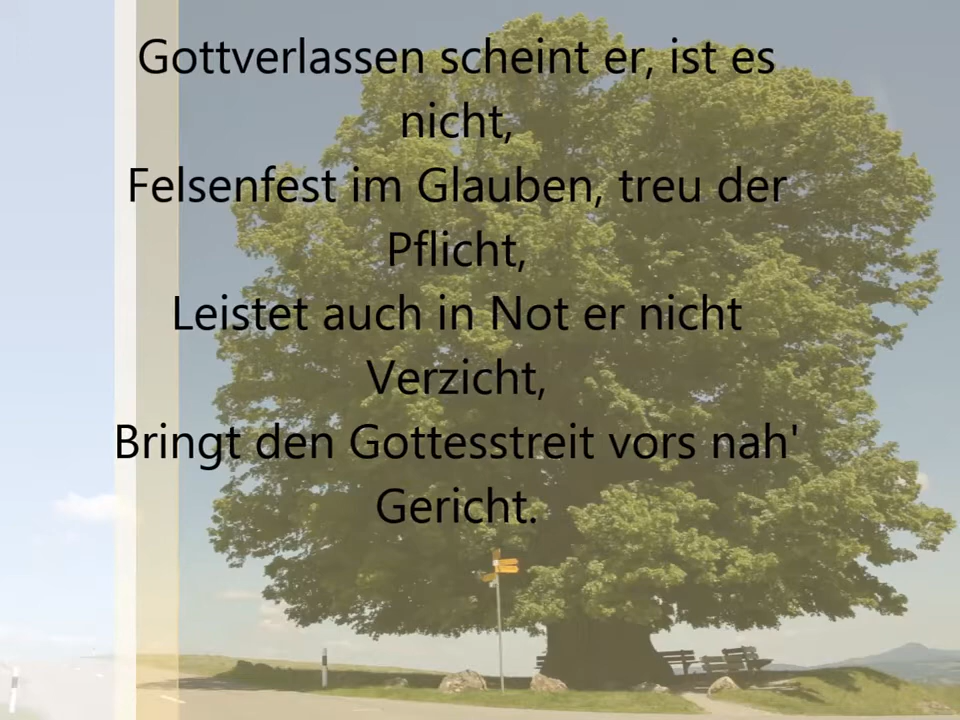 Gottverlassen scheint er, ist es
nicht,
Felsenfest im Glauben, treu der
Pflicht,
Leistet auch in Not er nicht
Verzicht,
Bringt den Gottesstreit vors nah'
Gericht.